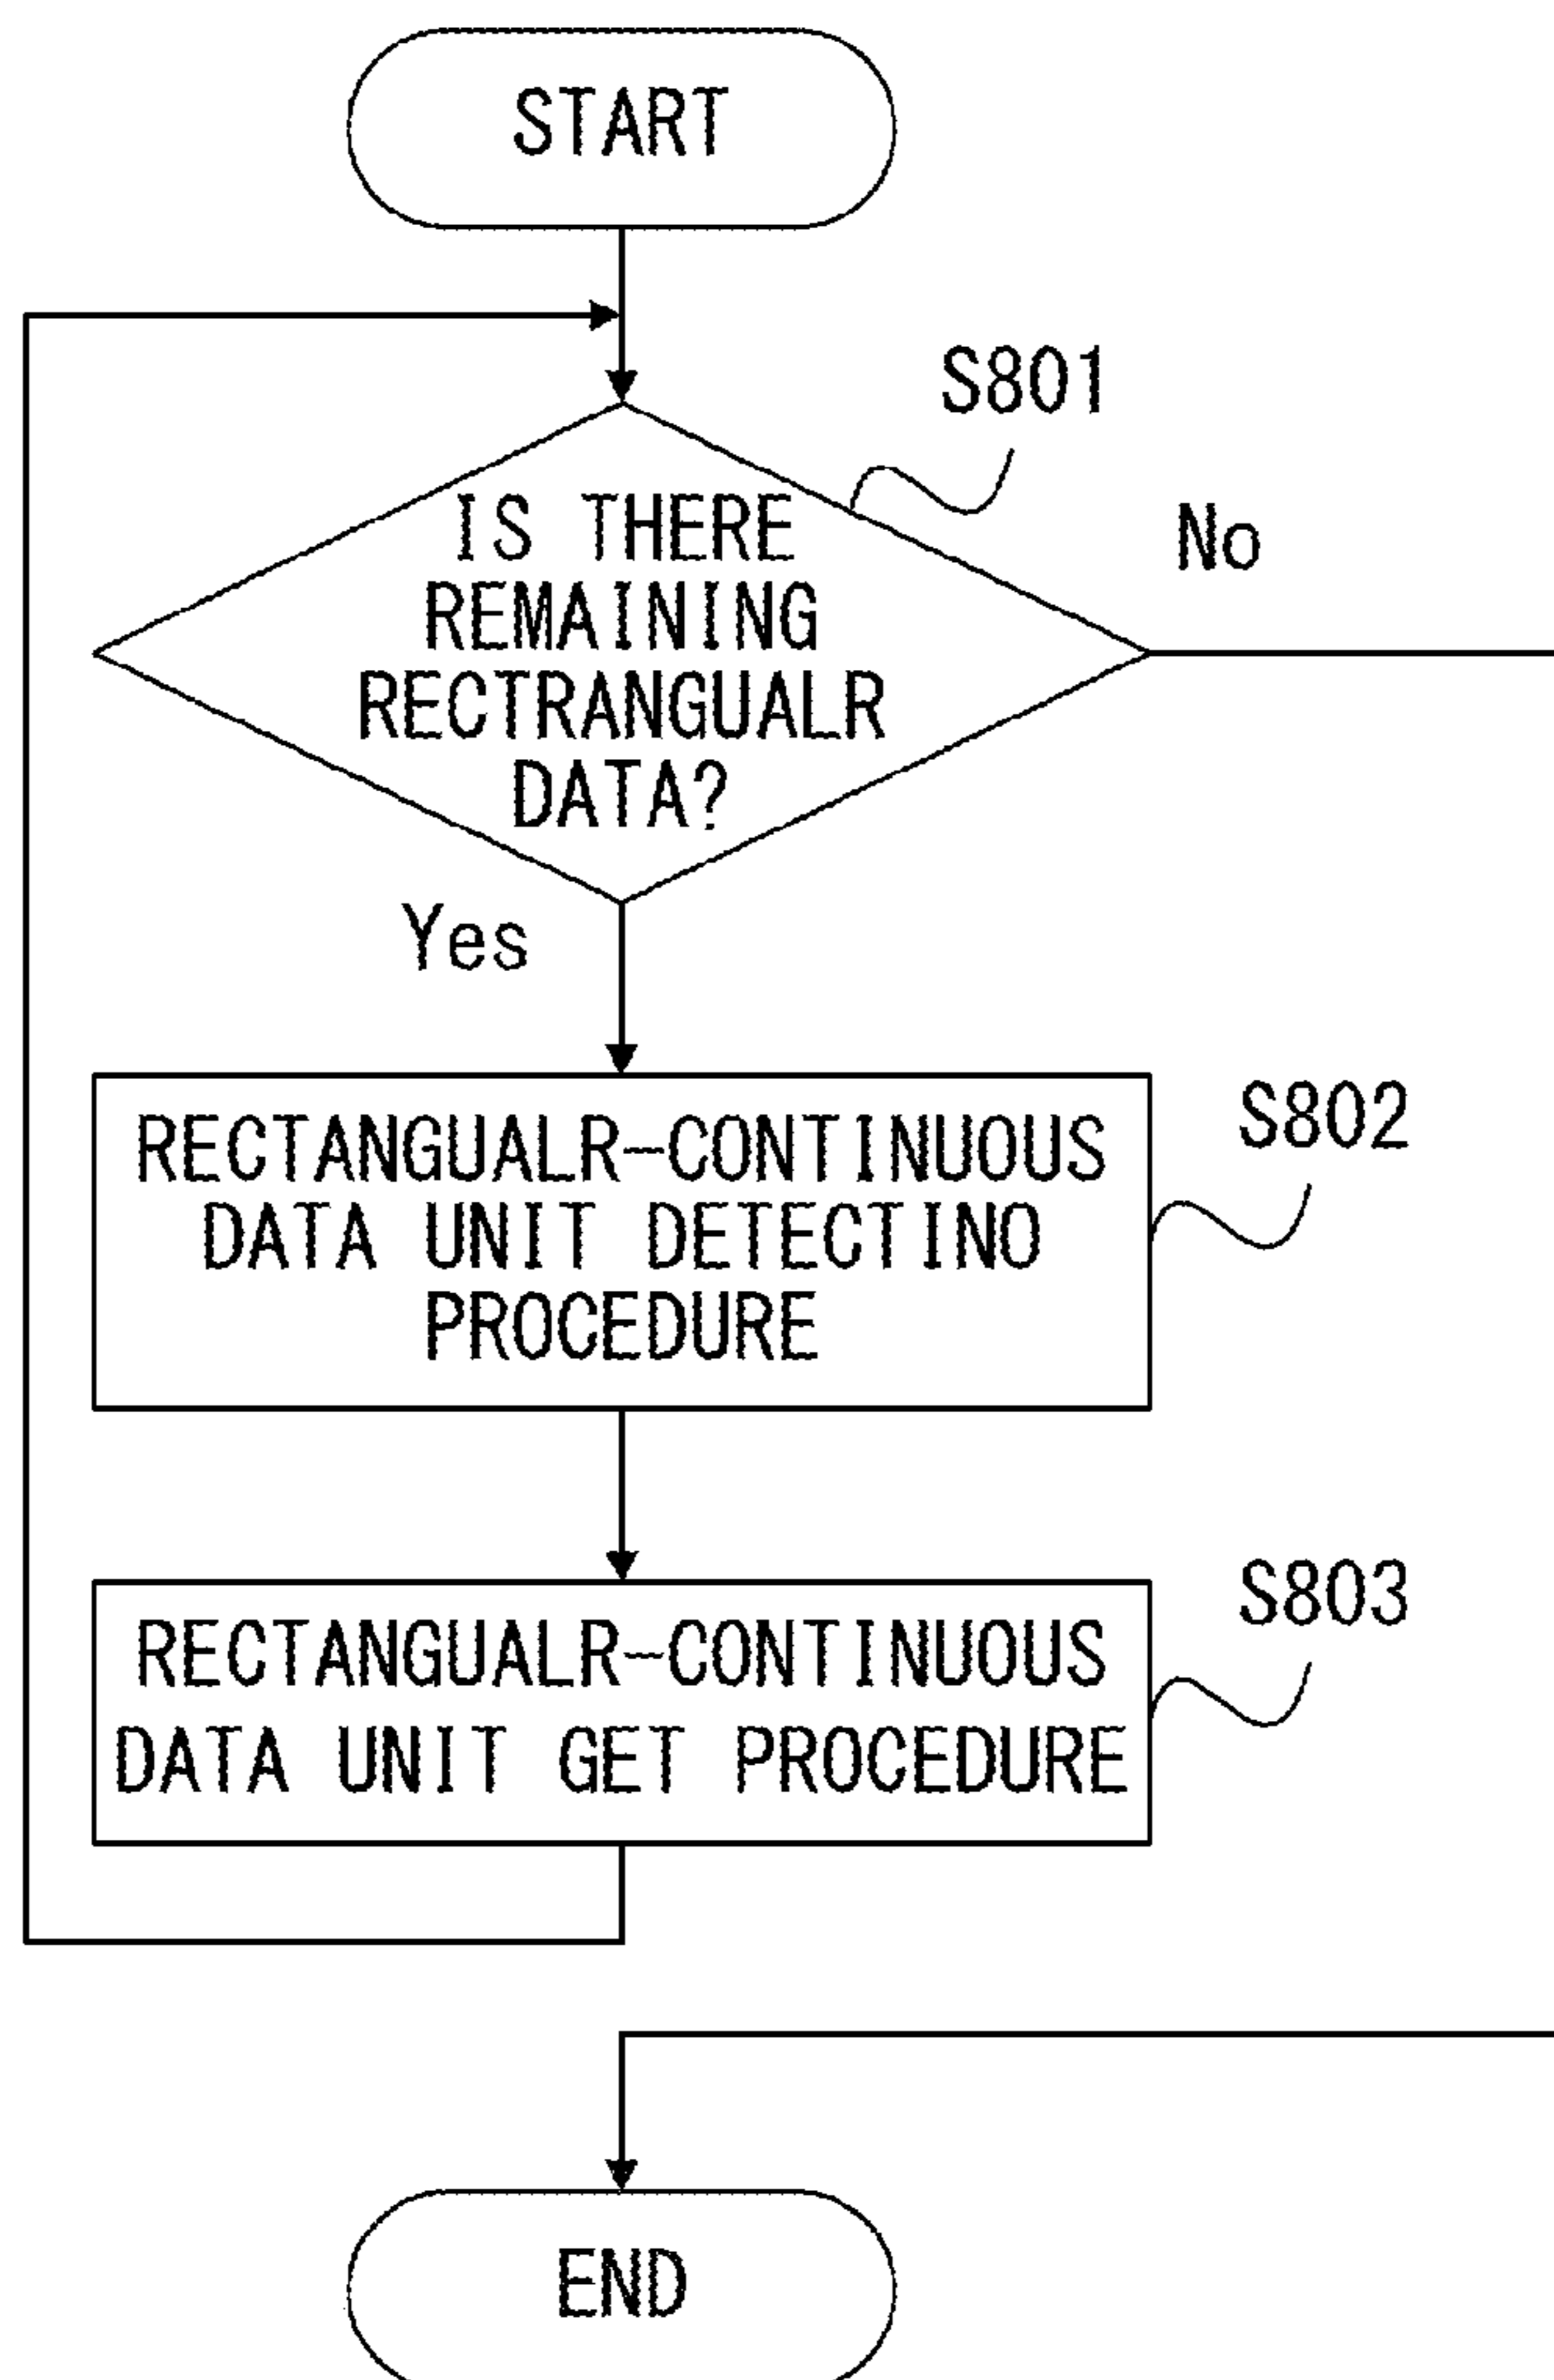 START
S801
IS THERE
REMAINING
RECTRANGUALR
DATA?
No
Yes
RECTANGUALR-CONTINUOUS
DATA UNIT DETECTINO
PROCEDURE
S802
RECTANGUALR-CONTINUOUS
DATA UNIT GET PROCEDURE
S803
END